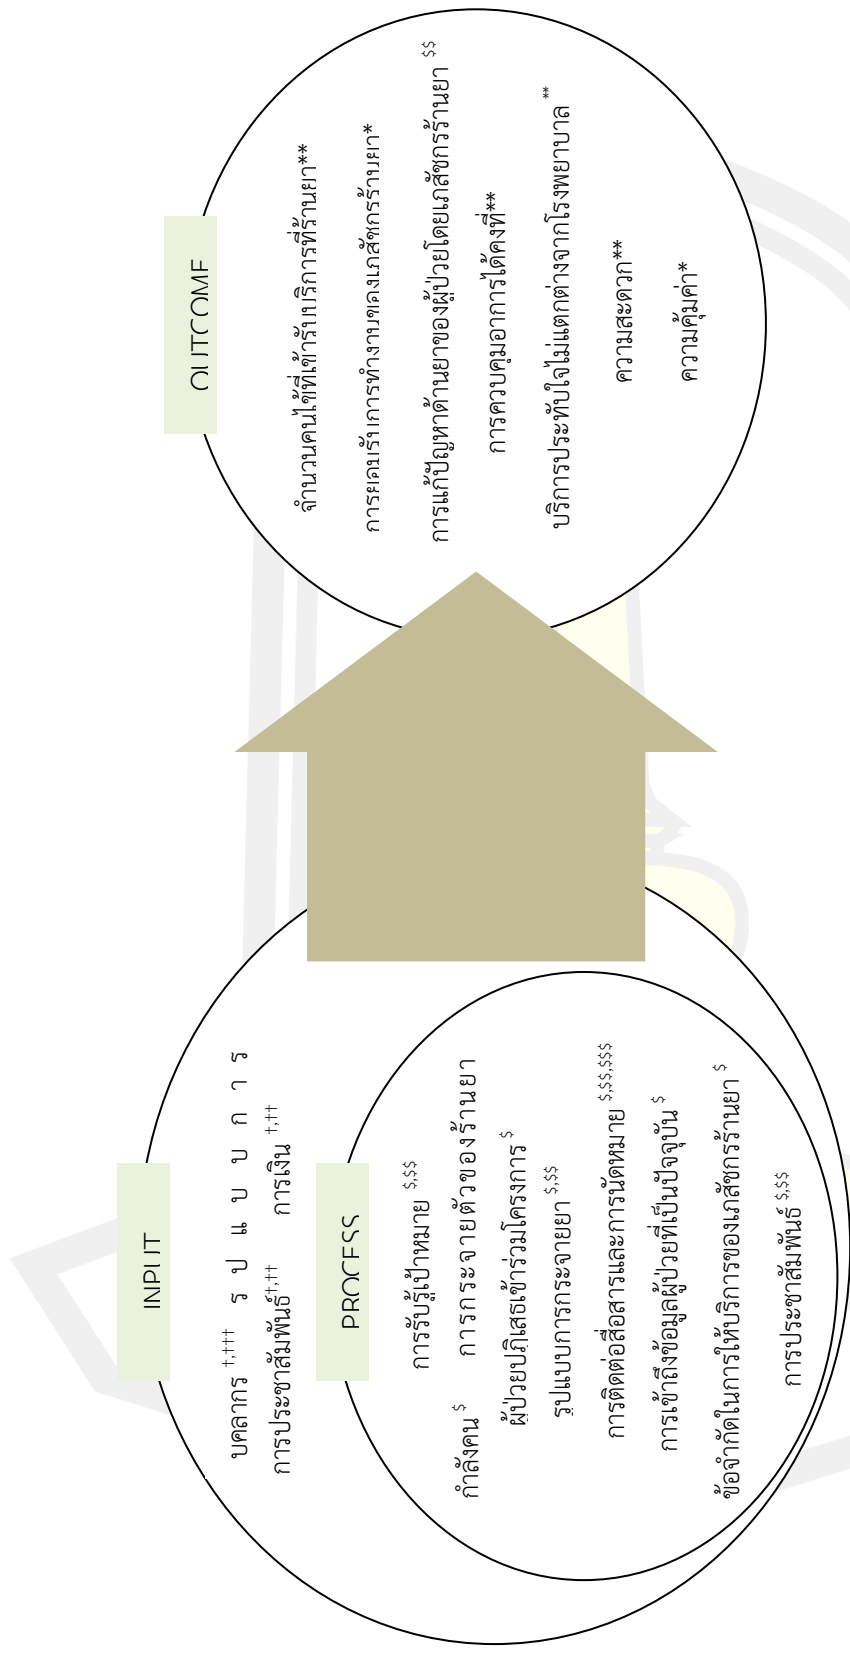 INPUT
บุคลากร †,††† รูปแบบการ
การประชาสัมพันธ์†,†† การเงิน †,††
PROCESS
การรับรู้เป้าหมาย $,$$
กำลังคน $ การกระจายตัวของร้านยา
ผู้ป่วยปฏิเสธเข้าร่วมโครงการ $
รูปแบบการกระจายยา $,$$
การติดต่อสื่อสารและการนัดหมาย $,$$,$$$
การเข้าถึงข้อมูลผู้ป่วยที่เป็นปัจจุบัน $
ข้อจำกัดในการให้บริการของเภสัชกรร้านยา $
การประชาสัมพันธ์ $,$$
OUTCOME
จำนวนคนไข้ที่เข้ารับบริการที่ร้านยา**
การยอมรับการทำงานของเภสัชกรร้านยา*
การแก้ปัญหาด้านยาของผู้ป่วยโดยเภสัชกรร้านยา $$
การควบคุมอาการได้คงที่**
บริการประทับใจไม่แตกต่างจากโรงพยาบาล **
ความสะดวก**
ความคุ้มค่า*